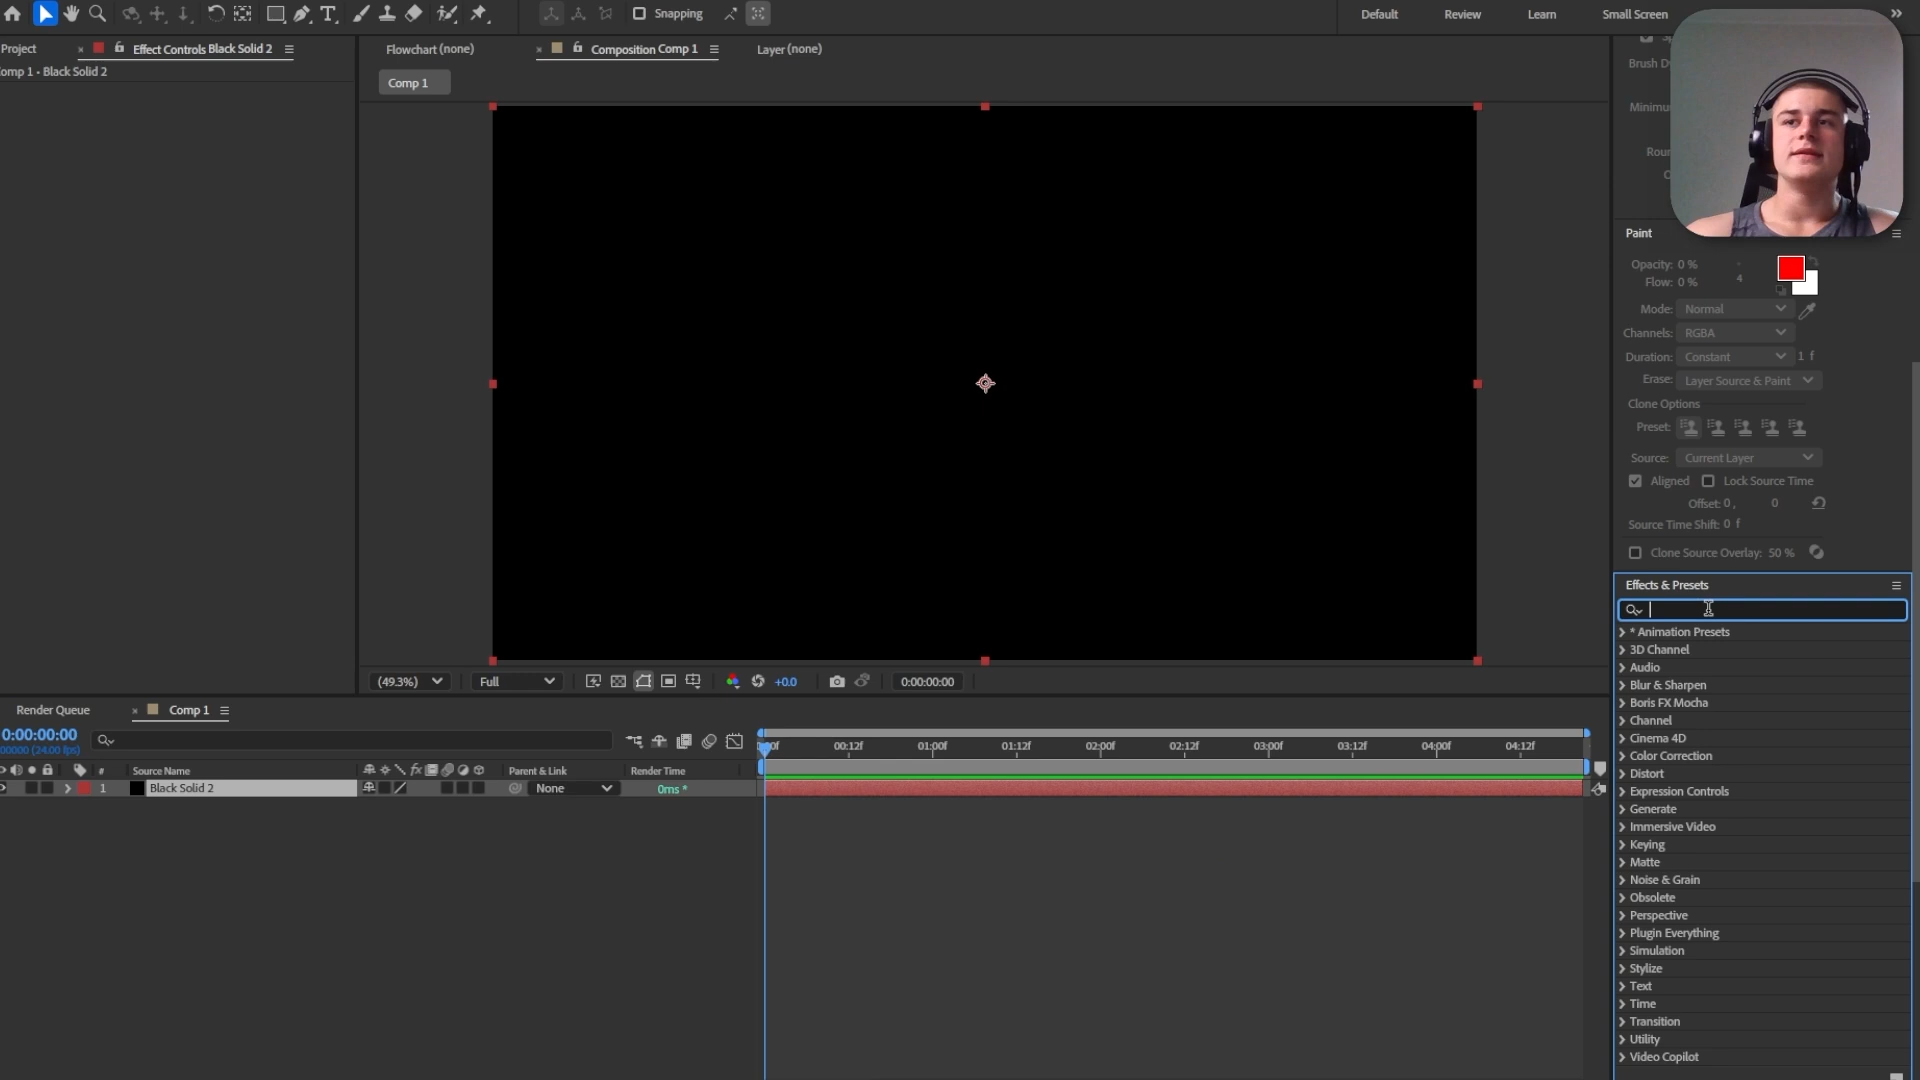 Snapping
Default
Review
Learn
Small Screen
Project
Effect Controls Black Solid 2
Flowchart (none)
Composition Comp 1
Layer (none)
omp 1 • Black Solid 2
Comp 1
Brush D
Minimu
Rou
Paint
Opacity: 0 %
Flow: 0 %
4
Mode: Normal
Channels: RGBA
Duration: Constant 1 f
Erase: Layer Source & Paint
Clone Options
Preset:
Source: Current Layer
Aligned Lock Source Time
Offset: 0 , 0
Source Time Shift: 0 f
Clone Source Overlay: 50 %
Effects & Presets
* Animation Presets
3D Channel
Audio
Blur & Sharpen
Boris FX Mocha
Channel
Cinema 4D
Color Correction
Distort
Expression Controls
Generate
Immersive Video
Keying
Matte
Noise & Grain
Obsolete
Perspective
Plugin Everything
Simulation
Stylize
Text
Time
Transition
Utility
Video Copilot
(49.3%) Full +0.0 0:00:00:00
Render Queue
Comp 1
0:00:00:00
00000 (24.00 fps)
00:12f 01:00f 01:12f 02:00f 02:12f 03:00f 03:12f 04:00f 04:12f
# Source Name fx Parent & Link Render Time
1 Black Solid 2 None 0ms *